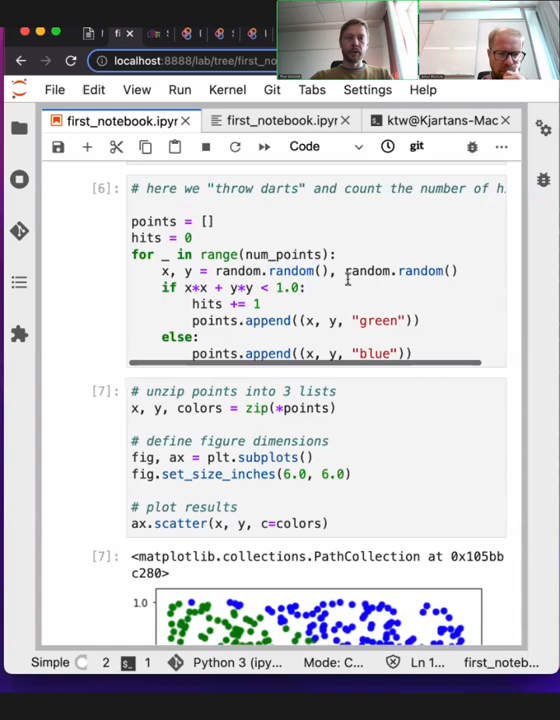 fi
localhost:8888/lab/tree/first_no
File Edit View Run Kernel Git Tabs Settings Help
first_notebook.ipyr
first_notebook.ipyr
ktw@Kjartans-Mac
Code
git
[6]:
# here we "throw darts" and count the number of h
points = []
hits = 0
for _ in range(num_points):
x, y = random.random(), random.random()
if x*x + y*y < 1.0:
hits += 1
points.append((x, y, "green"))
else:
points.append((x, y, "blue"))
[7]:
# unzip points into 3 lists
x, y, colors = zip(*points)
# define figure dimensions
fig, ax = plt.subplots()
fig.set_size_inches(6.0, 6.0)
# plot results
ax.scatter(x, y, c=colors)
[7]:
<matplotlib.collections.PathCollection at 0x105bb
c280>
1.0
Simple 2 1 Python 3 (ipy... Mode: C... Ln 1... first_noteb...